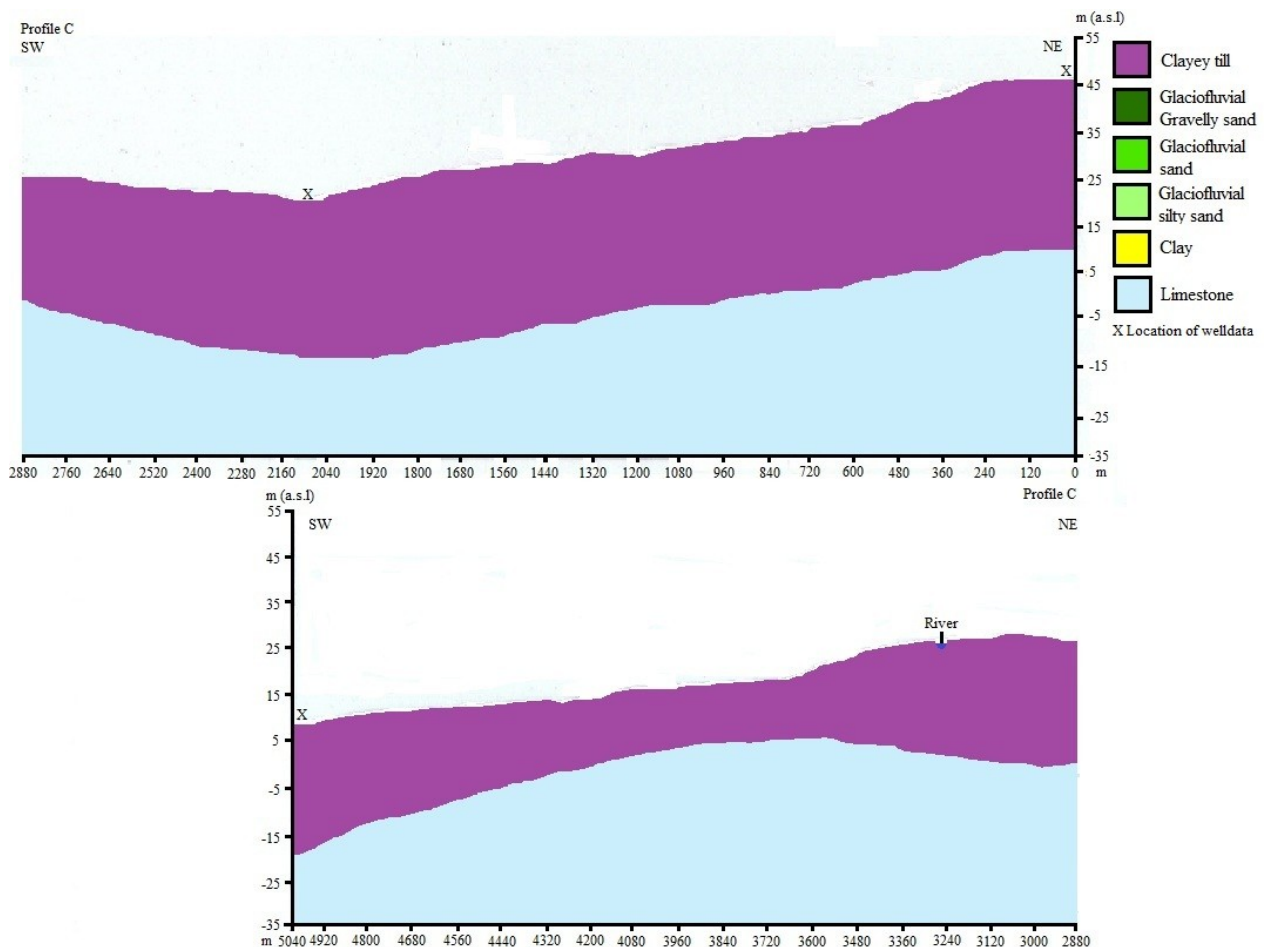 Profile C
SW
NE
X
X
m (a.s.l)
55
45
35
25
15
5
-5
-15
-25
-35
2880 2760 2640 2520 2400 2280 2160 2040 1920 1800 1680 1560 1440 1320 1200 1080 960 840 720 600 480 360 240 120 0
m
Clayey till
Glaciofluvial
Gravelly sand
Glaciofluvial
sand
Glaciofluvial
silty sand
Clay
Limestone
X Location of welldata
m (a.s.l)
Profile C
SW
NE
55
45
35
25
15
5
-5
-15
-25
-35
X
River
m 5040 4920 4800 4680 4560 4440 4320 4200 4080 3960 3840 3720 3600 3480 3360 3240 3120 3000 2880